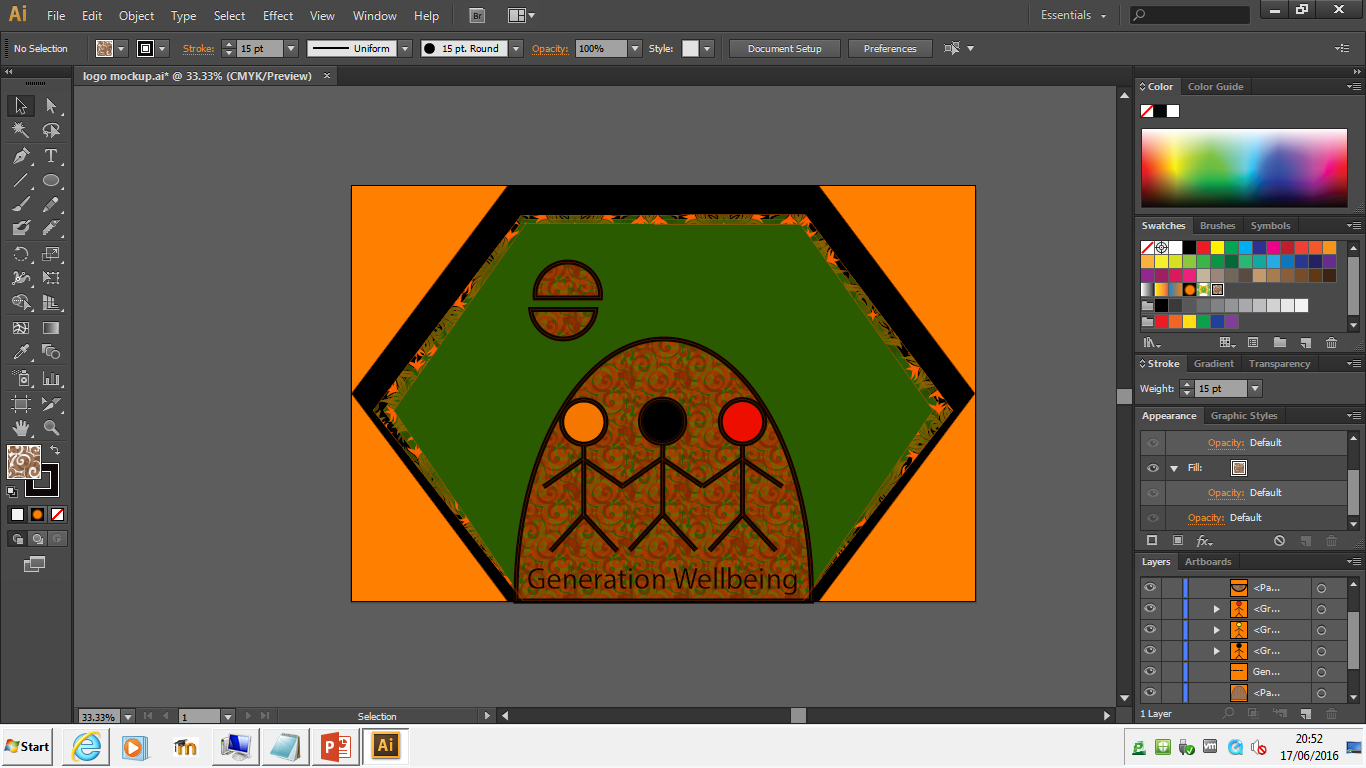 Ai File Edit Object Type Select Effect View Window Help Br Essentials
No Selection Stroke: 15 pt Uniform 15 pt. Round Opacity: 100% Style: Document Setup Preferences
logo mockup.ai* @ 33.33% (CMYK/Preview)
Color Color Guide
Swatches Brushes Symbols
Stroke Gradient Transparency
Weight: 15 pt
Appearance Graphic Styles
Opacity: Default
Fill:
Opacity: Default
Opacity: Default
fx
Layers Artboards
<Pa...
<Gr...
<Gr...
<Gr...
Gen...
<Pa...
1 Layer
Generation Wellbeing
33.33% 1 Selection
Start Ai
20:52
17/06/2016